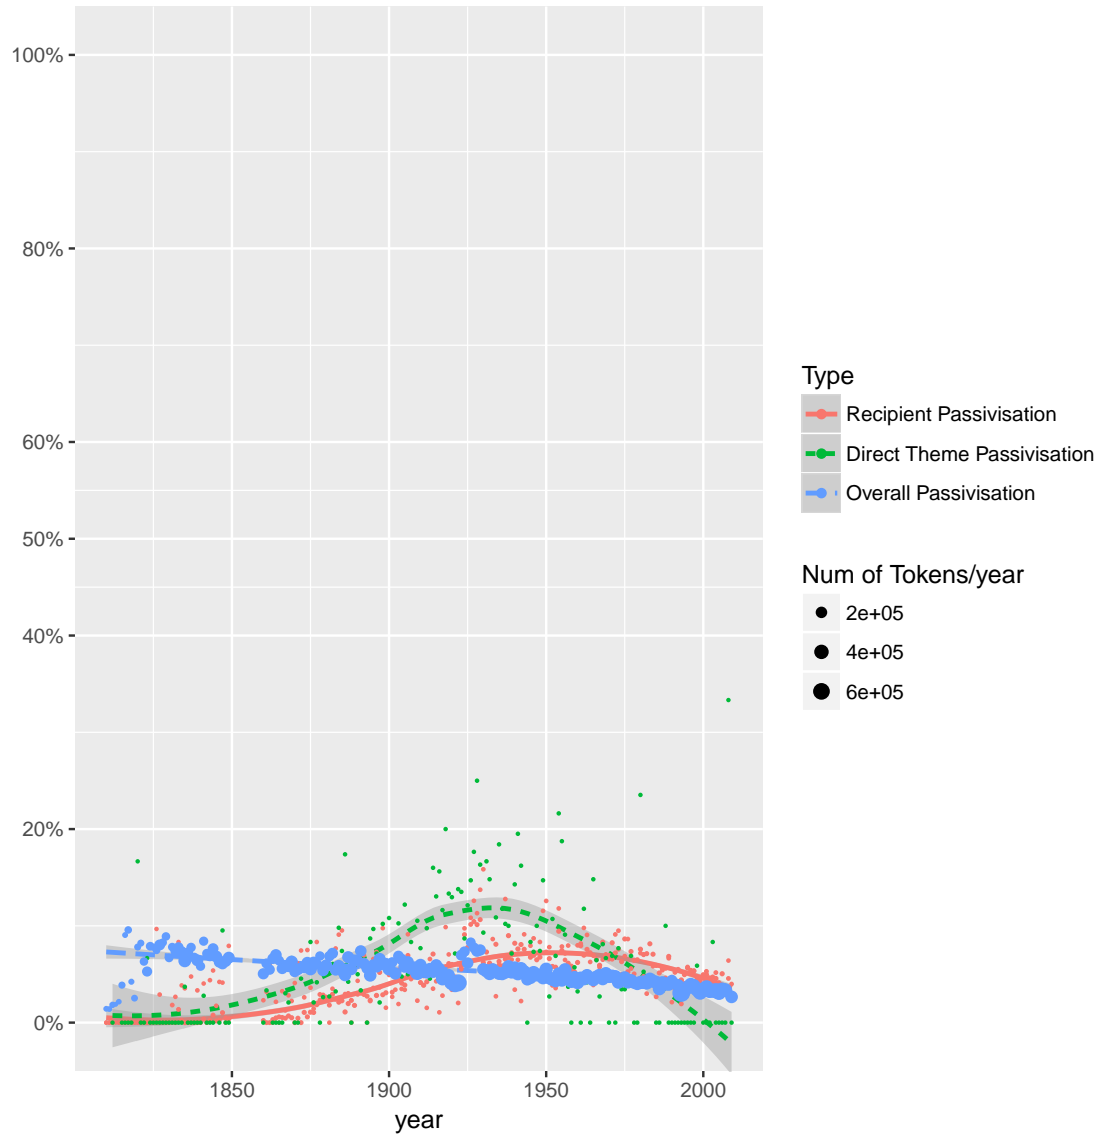 100%
80%
60%
50%
40%
20%
0%
1850
1900
1950
2000
year
Type
Recipient Passivisation
Direct Theme Passivisation
Overall Passivisation
Num of Tokens/year
2e+05
4e+05
6e+05